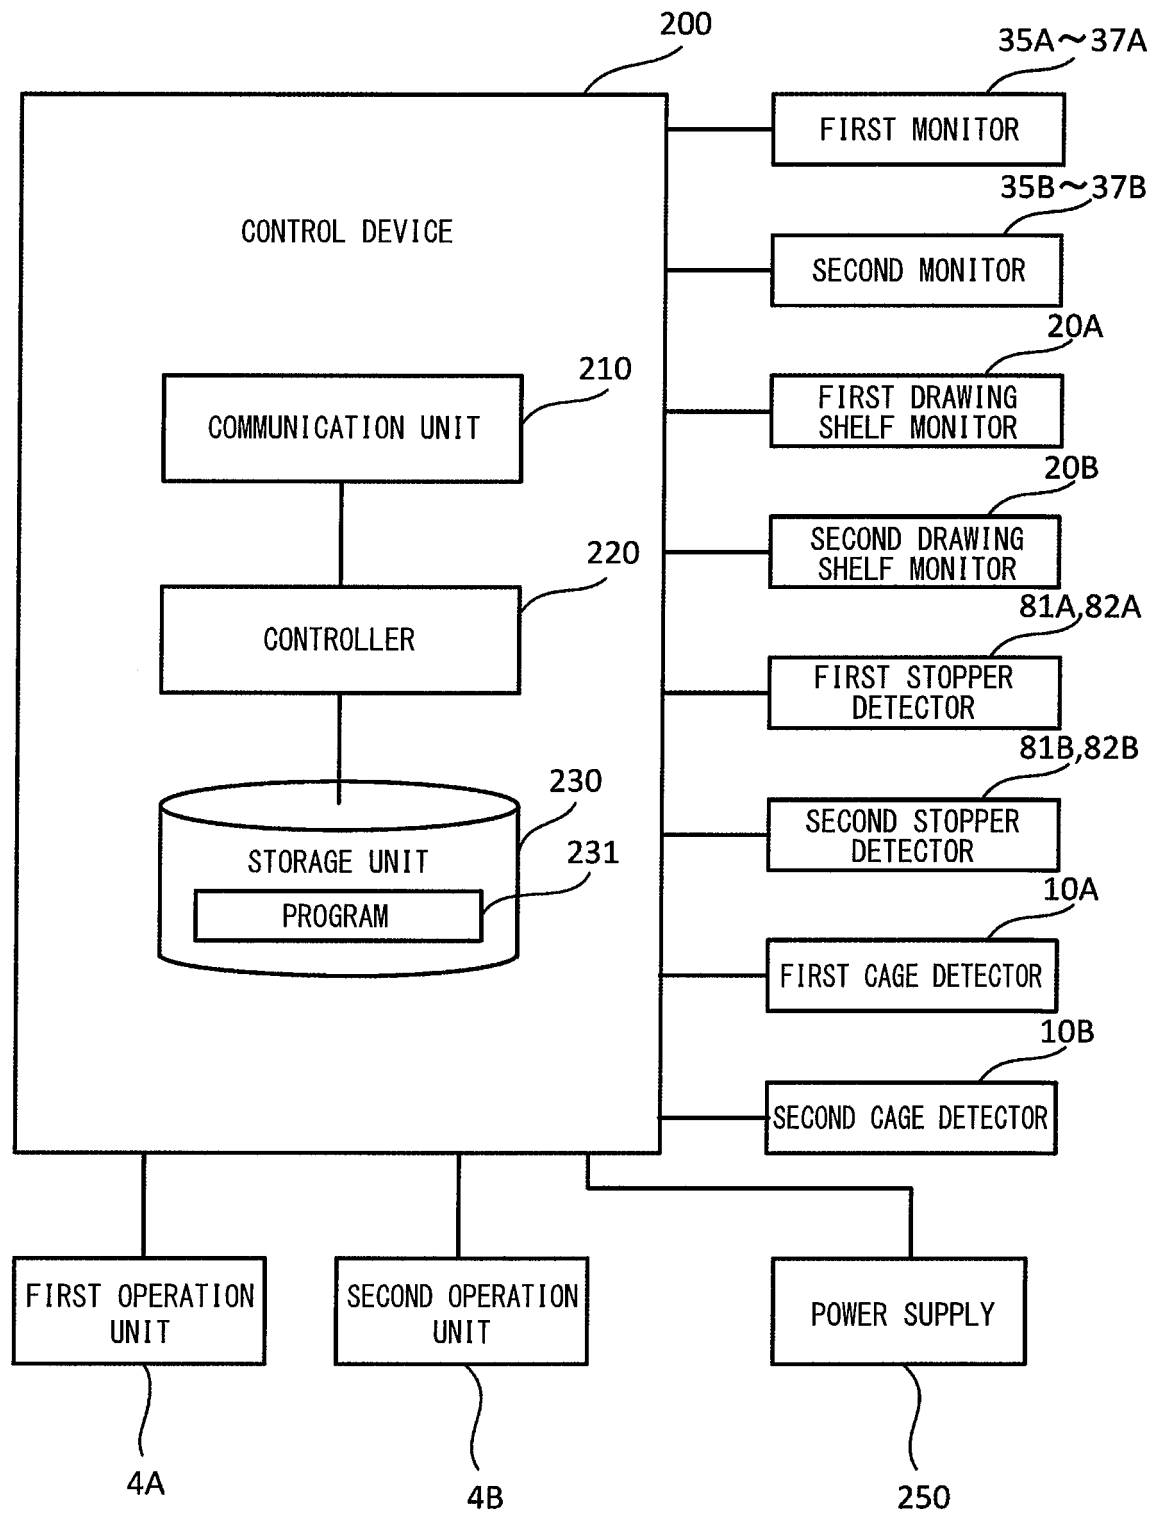 200
35A～37A
FIRST MONITOR
35B～37B
CONTROL DEVICE
SECOND MONITOR
20A
210
FIRST DRAWING
SHELF MONITOR
COMMUNICATION UNIT
20B
220
SECOND DRAWING
SHELF MONITOR
81A,82A
CONTROLLER
FIRST STOPPER
DETECTOR
81B,82B
230
SECOND STOPPER
DETECTOR
STORAGE UNIT
231
10A
PROGRAM
FIRST CAGE DETECTOR
10B
SECOND CAGE DETECTOR
FIRST OPERATION
UNIT
SECOND OPERATION
UNIT
POWER SUPPLY
4A
4B
250